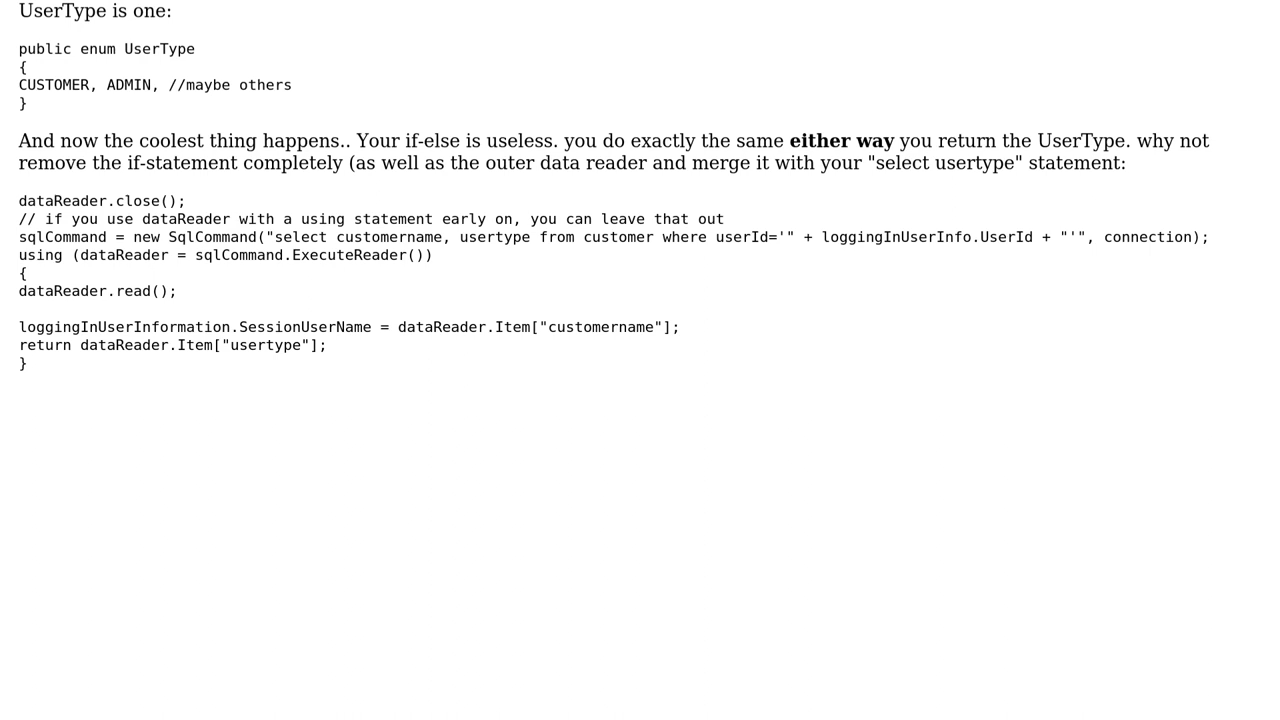 UserType is one:
public enum UserType
{
CUSTOMER, ADMIN, //maybe others
}
And now the coolest thing happens.. Your if-else is useless. you do exactly the same either way you return the UserType. why not
remove the if-statement completely (as well as the outer data reader and merge it with your "select usertype" statement:
dataReader.close();
// if you use dataReader with a using statement early on, you can leave that out
sqlCommand = new SqlCommand("select customername, usertype from customer where userId='" + loggingInUserInfo.UserId + "'", connection);
using (dataReader = sqlCommand.ExecuteReader())
{
dataReader.read();
loggingInUserInformation.SessionUserName = dataReader.Item["customername"];
return dataReader.Item["usertype"];
}